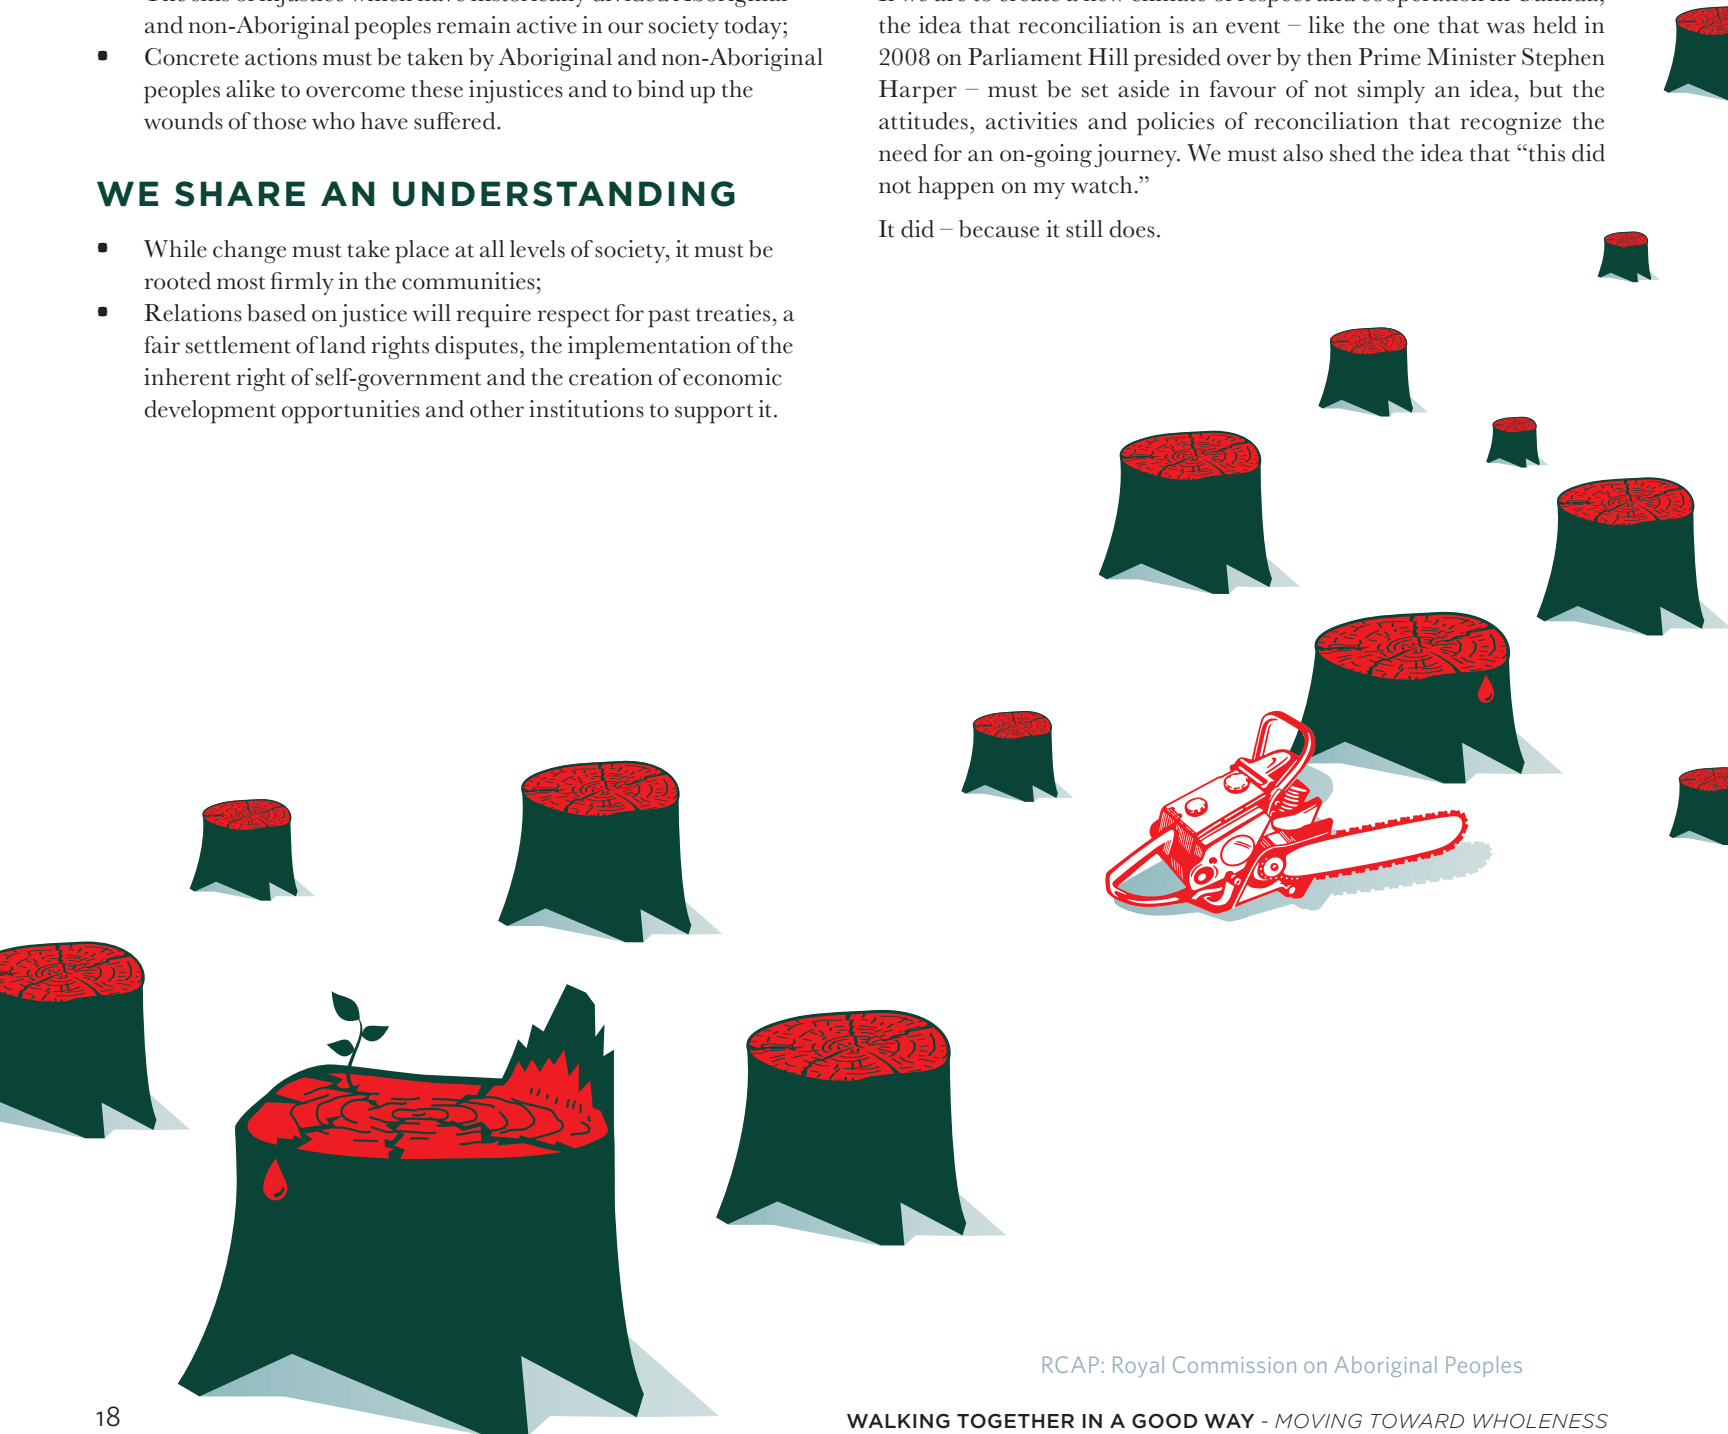 and non-Aboriginal peoples remain active in our society today;
• Concrete actions must be taken by Aboriginal and non-Aboriginal
peoples alike to overcome these injustices and to bind up the
wounds of those who have suffered.
WE SHARE AN UNDERSTANDING
• While change must take place at all levels of society, it must be
rooted most firmly in the communities;
• Relations based on justice will require respect for past treaties, a
fair settlement of land rights disputes, the implementation of the
inherent right of self-government and the creation of economic
development opportunities and other institutions to support it.
the idea that reconciliation is an event – like the one that was held in
2008 on Parliament Hill presided over by then Prime Minister Stephen
Harper – must be set aside in favour of not simply an idea, but the
attitudes, activities and policies of reconciliation that recognize the
need for an on-going journey. We must also shed the idea that “this did
not happen on my watch.”
It did – because it still does.
RCAP: Royal Commission on Aboriginal Peoples
18
WALKING TOGETHER IN A GOOD WAY - MOVING TOWARD WHOLENESS